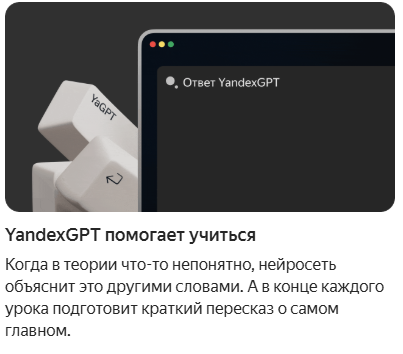 Ответ YandexGPT
YaGPT
YandexGPT помогает учиться
Когда в теории что-то непонятно, нейросеть
объяснит это другими словами. А в конце каждого
урока подготовит краткий пересказ о самом
главном.